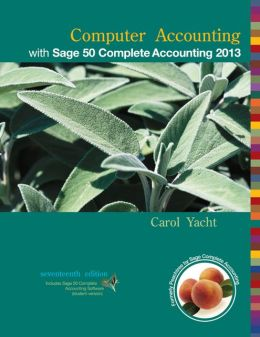 Computer Accounting
with Sage 50 Complete Accounting 2013
Carol Yacht
seventeenth edition
Includes Sage 50 Complete
Accounting Software
(student version)
Formerly Peachtree by Sage Complete Accounting